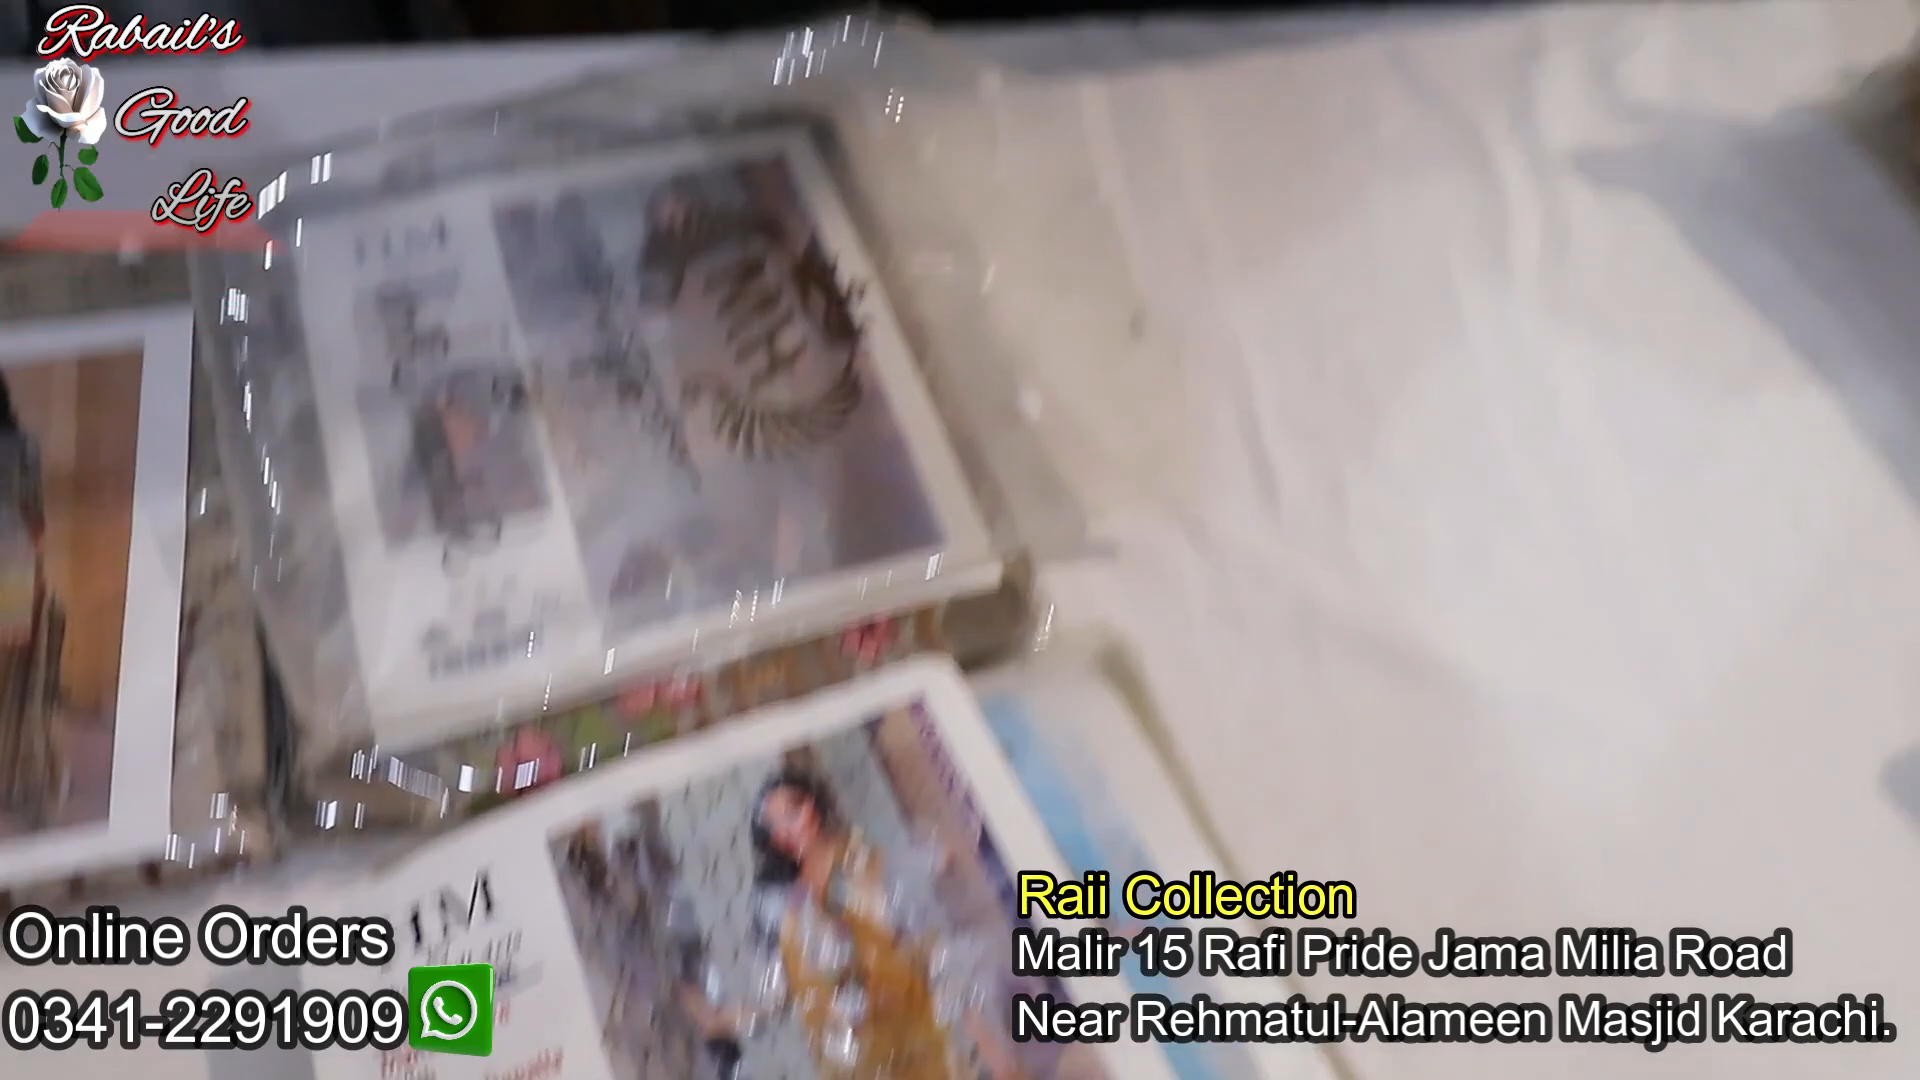 Rabail's
Good
Life
Online Orders
0341-2291909
Raii Collection
Malir 15 Rafi Pride Jama Milia Road
Near Rehmatul-Alameen Masjid Karachi.